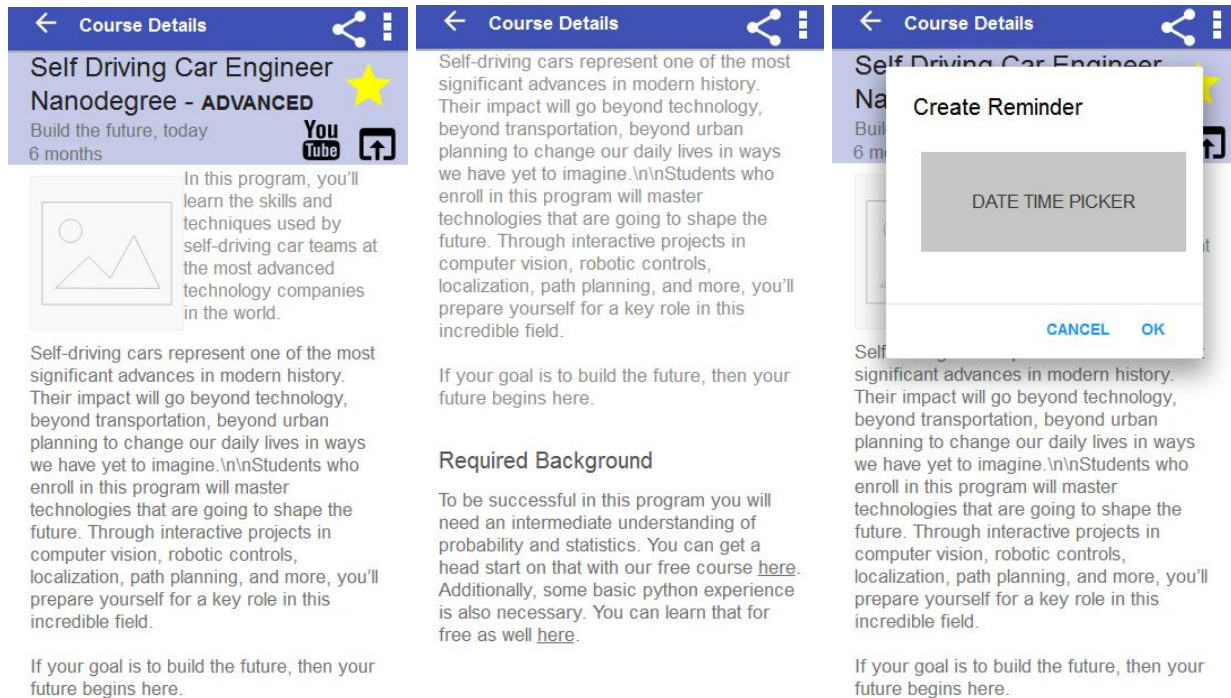 Course Details
Self Driving Car Engineer
Nanodegree - ADVANCED
Build the future, today
6 months
You
Tube
In this program, you'll
learn the skills and
techniques used by
self-driving car teams at
the most advanced
technology companies
in the world.
Self-driving cars represent one of the most
significant advances in modern history.
Their impact will go beyond technology,
beyond transportation, beyond urban
planning to change our daily lives in ways
we have yet to imagine.\n\nStudents who
enroll in this program will master
technologies that are going to shape the
future. Through interactive projects in
computer vision, robotic controls,
localization, path planning, and more, you'll
prepare yourself for a key role in this
incredible field.
If your goal is to build the future, then your
future begins here.
Course Details
Self-driving cars represent one of the most
significant advances in modern history.
Their impact will go beyond technology,
beyond transportation, beyond urban
planning to change our daily lives in ways
we have yet to imagine.\n\nStudents who
enroll in this program will master
technologies that are going to shape the
future. Through interactive projects in
computer vision, robotic controls,
localization, path planning, and more, you'll
prepare yourself for a key role in this
incredible field.
If your goal is to build the future, then your
future begins here.
Required Background
To be successful in this program you will
need an intermediate understanding of
probability and statistics. You can get a
head start on that with our free course here.
Additionally, some basic python experience
is also necessary. You can learn that for
free as well here.
Course Details
Self Driving Car Engineer
Create Reminder
DATE TIME PICKER
CANCEL OK
significant advances in modern history.
Their impact will go beyond technology,
beyond transportation, beyond urban
planning to change our daily lives in ways
we have yet to imagine.\n\nStudents who
enroll in this program will master
technologies that are going to shape the
future. Through interactive projects in
computer vision, robotic controls,
localization, path planning, and more, you'll
prepare yourself for a key role in this
incredible field.
If your goal is to build the future, then your
future begins here.